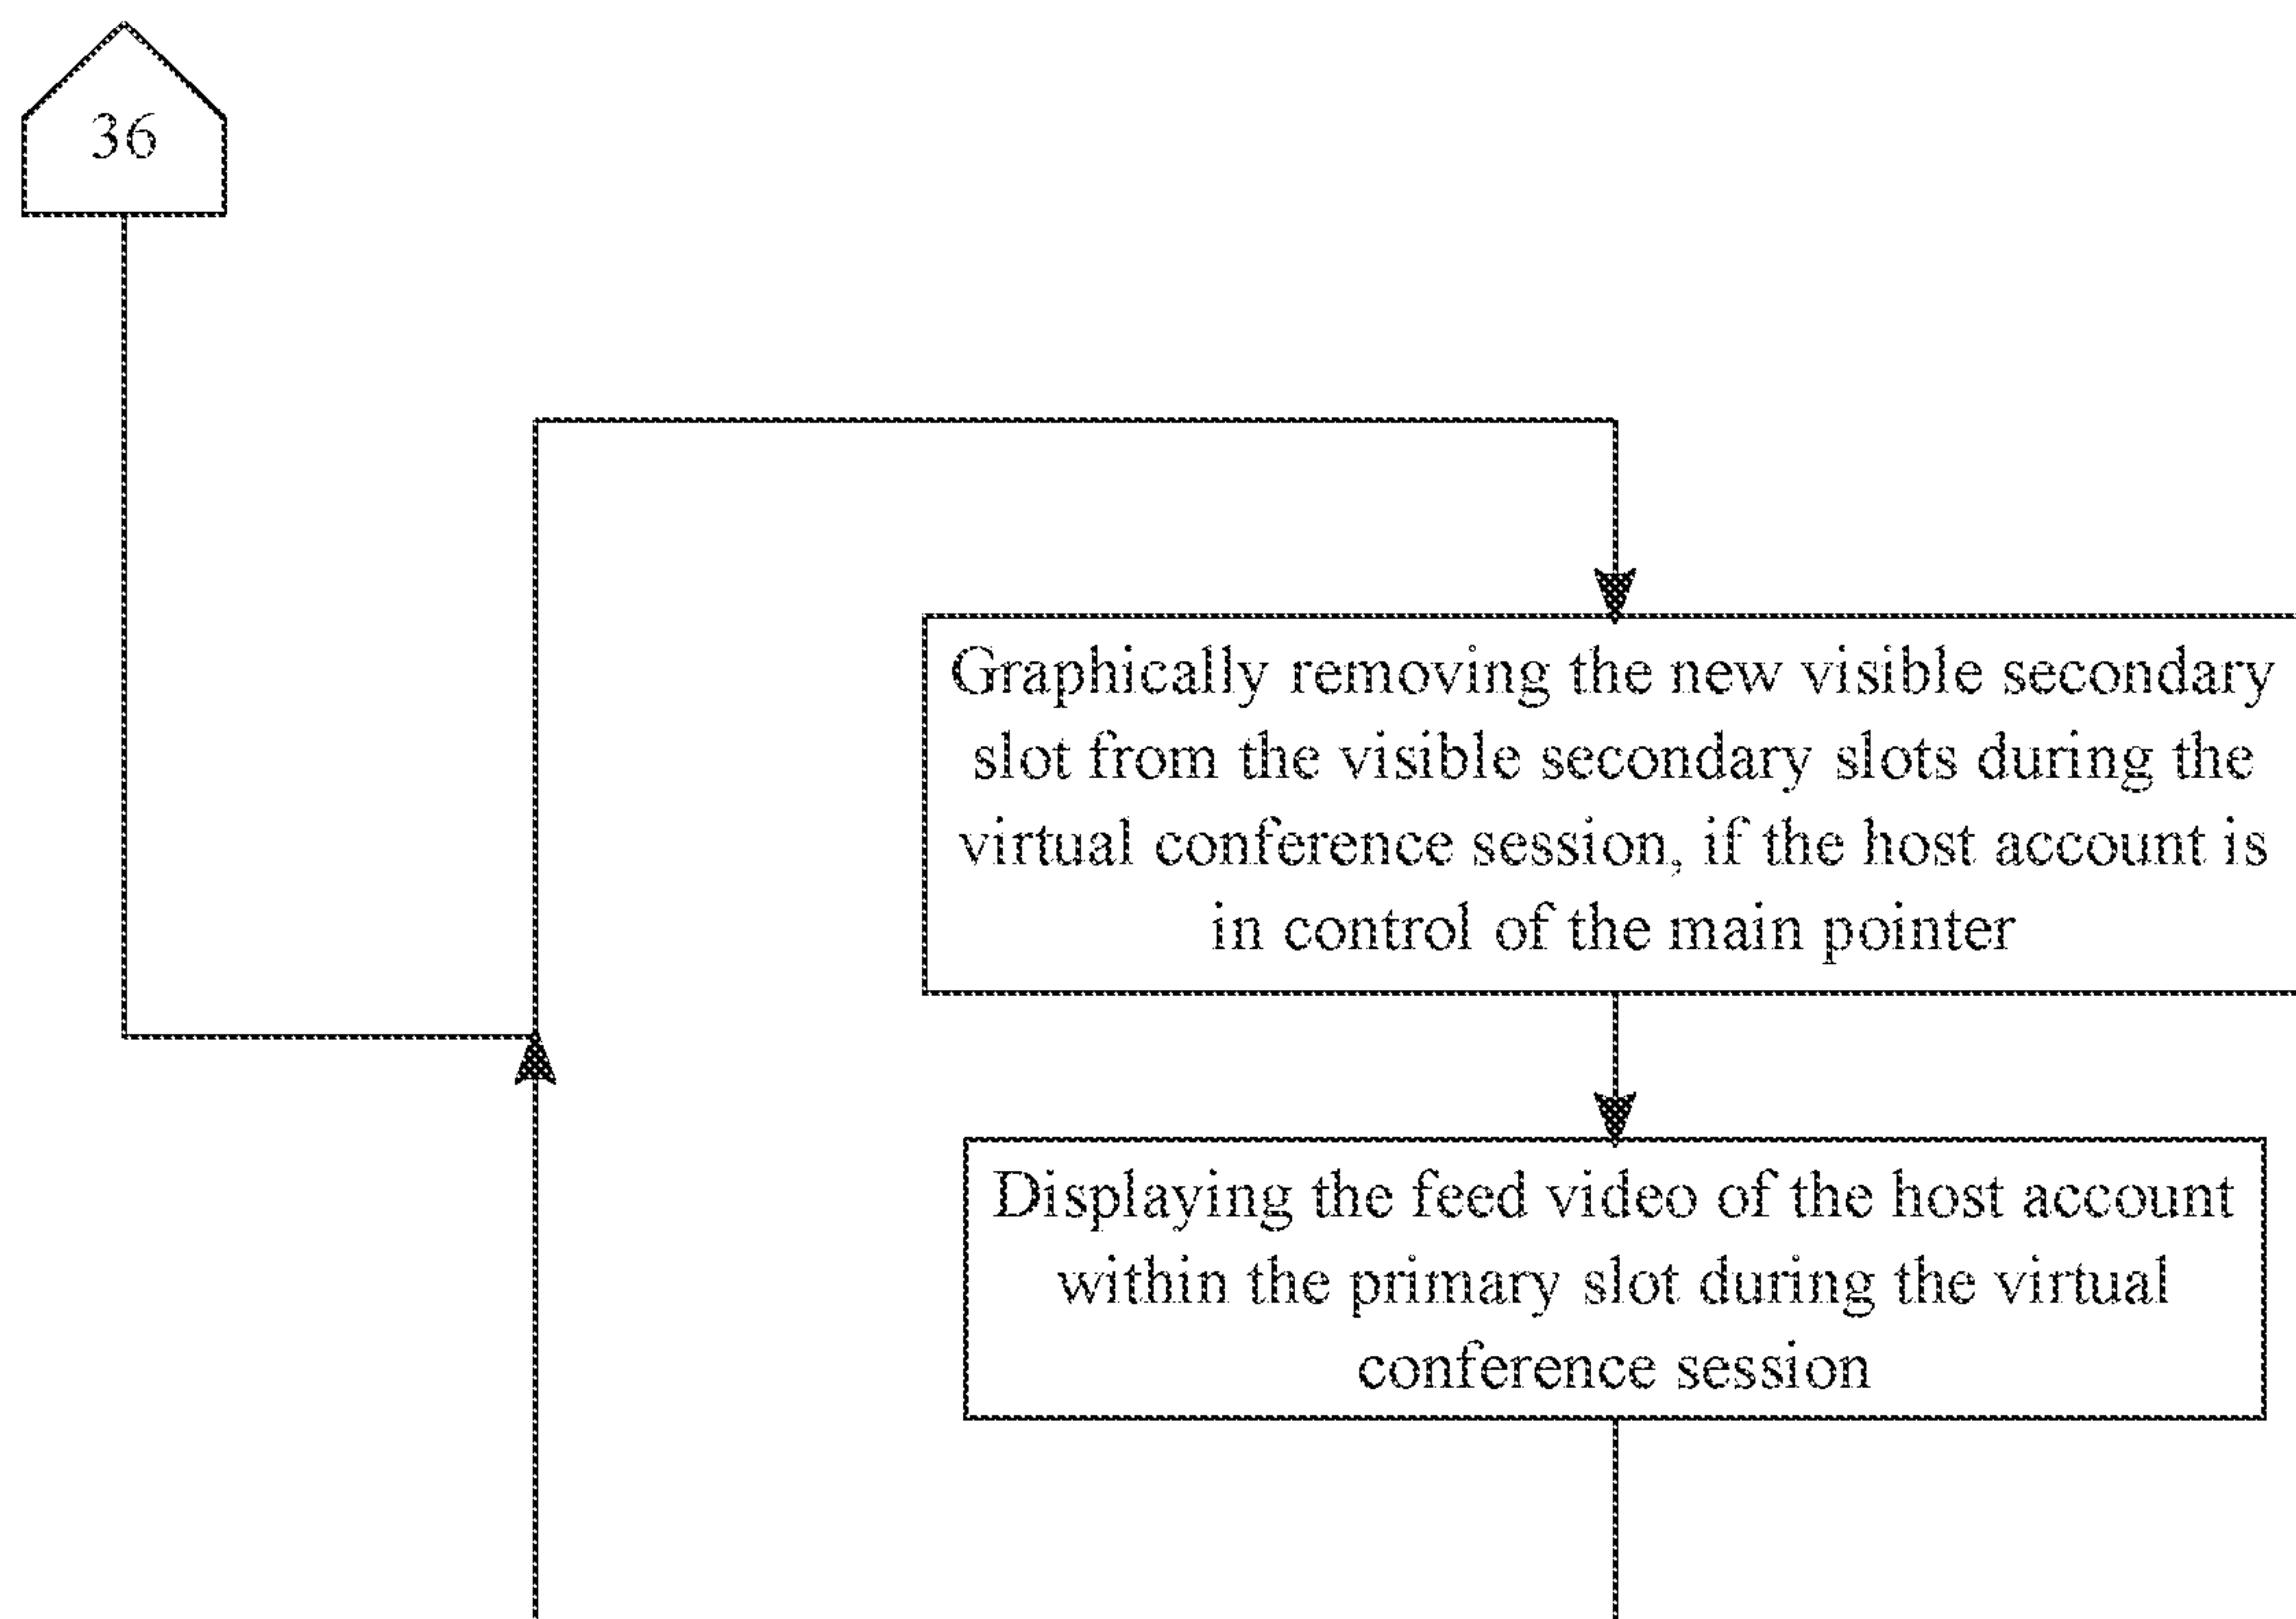 36
Graphically removing the new visible secondary
slot from the visible secondary slots during the
virtual conference session, if the host account is
in control of the main pointer
Displaying the feed video of the host account
within the primary slot during the virtual
conference session